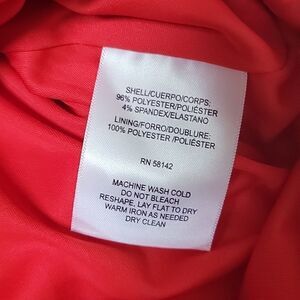 SHELL/CUERPO/CORPS:
96% POLYESTER/POLIÉSTER
4% SPANDEX/ELASTANO
LINING/FORRO/DOUBLURE:
100% POLYESTER /POLIÉSTER
RN 58142
MACHINE WASH COLD
DO NOT BLEACH
RESHAPE, LAY FLAT TO DRY
WARM IRON AS NEEDED
DRY CLEAN